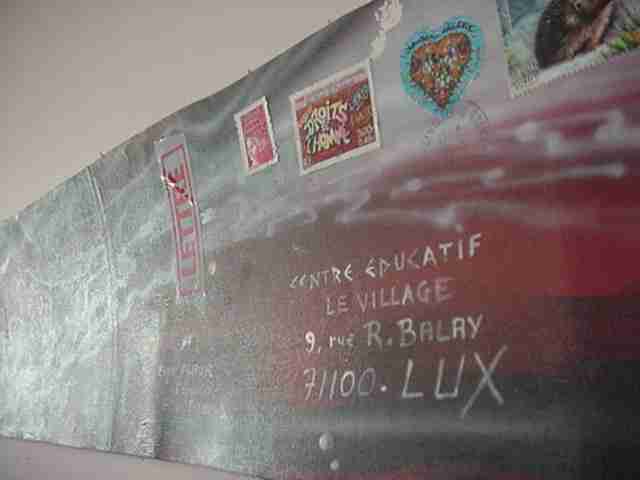 DROITS
DE
L'HOMME
LETTRE
CENTRE ÉDUCATIF
LE VILLAGE
9, rue R. BALAY
71100. LUX